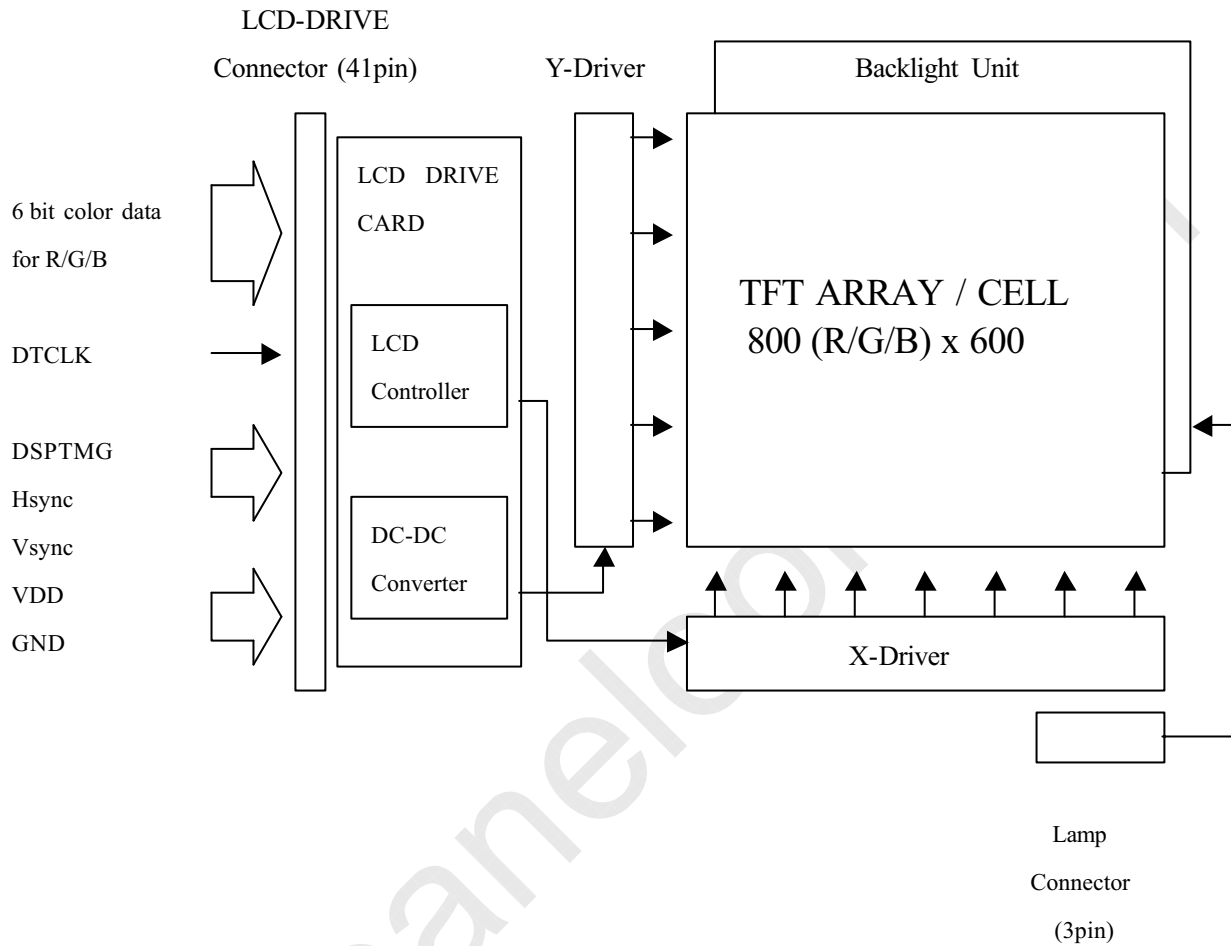 LCD-DRIVE
Connector (41pin)
Y-Driver
Backlight Unit
6 bit color data
for R/G/B
DTCLK
DSPTMG
Hsync
Vsync
VDD
GND
LCD DRIVE
CARD
LCD
Controller
DC-DC
Converter
TFT ARRAY / CELL
800 (R/G/B) x 600
X-Driver
Lamp
Connector
(3pin)